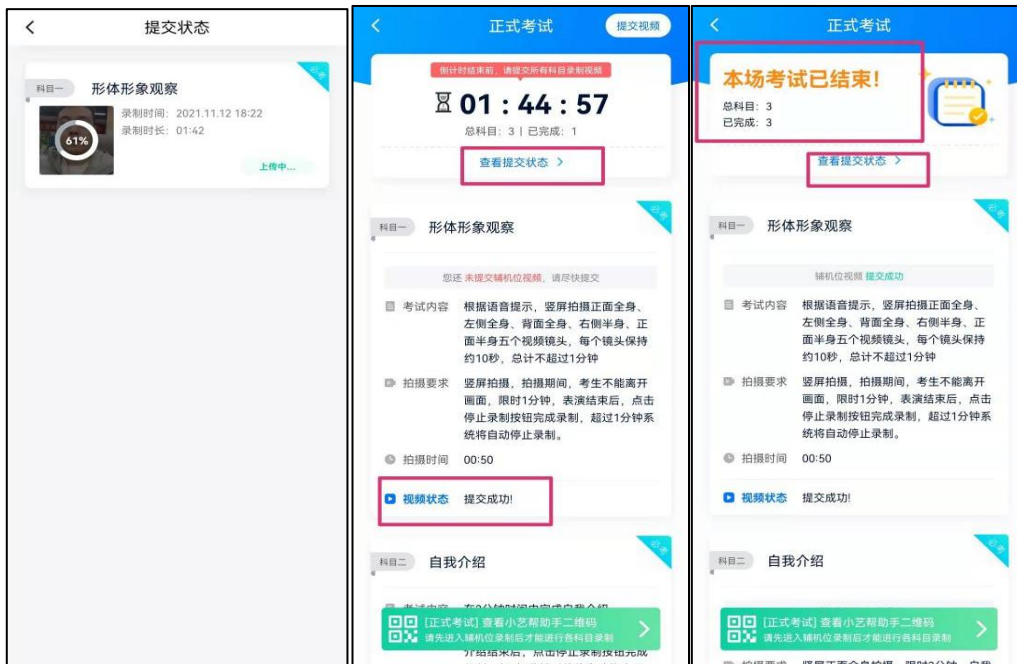 提交状态
科目一 形体形象观察
必考
录制时间：2021.11.12 18:22
录制时长：01:42
61%
上传中...
正式考试
提交视频
倒计时结束前，请提交所有科目录制视频
01 : 44 : 57
总科目：3 | 已完成：1
查看提交状态
必考
科目一 形体形象观察
您还 未提交辅机位视频，请尽快提交
考试内容 根据语音提示，竖屏拍摄正面全身、
左侧全身、背面全身、右侧半身、正
面半身五个视频镜头，每个镜头保持
约10秒，总计不超过1分钟
拍摄要求 竖屏拍摄，拍摄期间，考生不能离开
画面，限时1分钟，表演结束后，点击
停止录制按钮完成录制，超过1分钟系
统将自动停止录制。
拍摄时间 00:50
视频状态 提交成功!
必考
科目二 自我介绍
[正式考试] 查看小艺帮助手二维码
请先进入辅机位录制后才能进行各科目录制
介绍结束后，点击停止录制按钮完成
正式考试
本场考试已结束!
总科目：3
已完成：3
查看提交状态
必考
科目一 形体形象观察
辅机位视频 提交成功
考试内容 根据语音提示，竖屏拍摄正面全身、
左侧全身、背面全身、右侧半身、正
面半身五个视频镜头，每个镜头保持
约10秒，总计不超过1分钟
拍摄要求 竖屏拍摄，拍摄期间，考生不能离开
画面，限时1分钟，表演结束后，点击
停止录制按钮完成录制，超过1分钟系
统将自动停止录制。
拍摄时间 00:50
视频状态 提交成功!
必考
科目二 自我介绍
[正式考试] 查看小艺帮助手二维码
请先进入辅机位录制后才能进行各科目录制